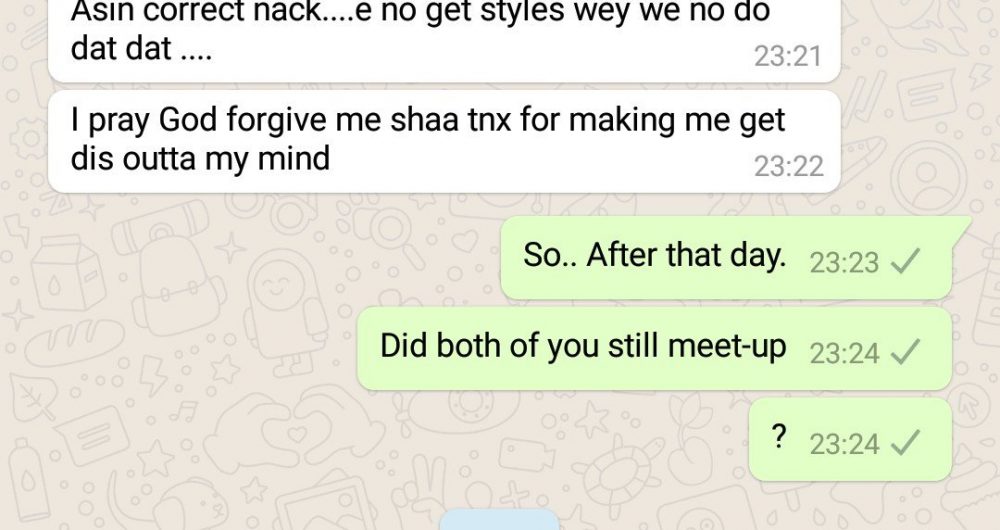 Asin correct nack....e no get styles wey we no do
dat dat ....
23:21
I pray God forgive me shaa tnx for making me get
dis outta my mind
23:22
So.. After that day.
23:23
Did both of you still meet-up
23:24
?
23:24